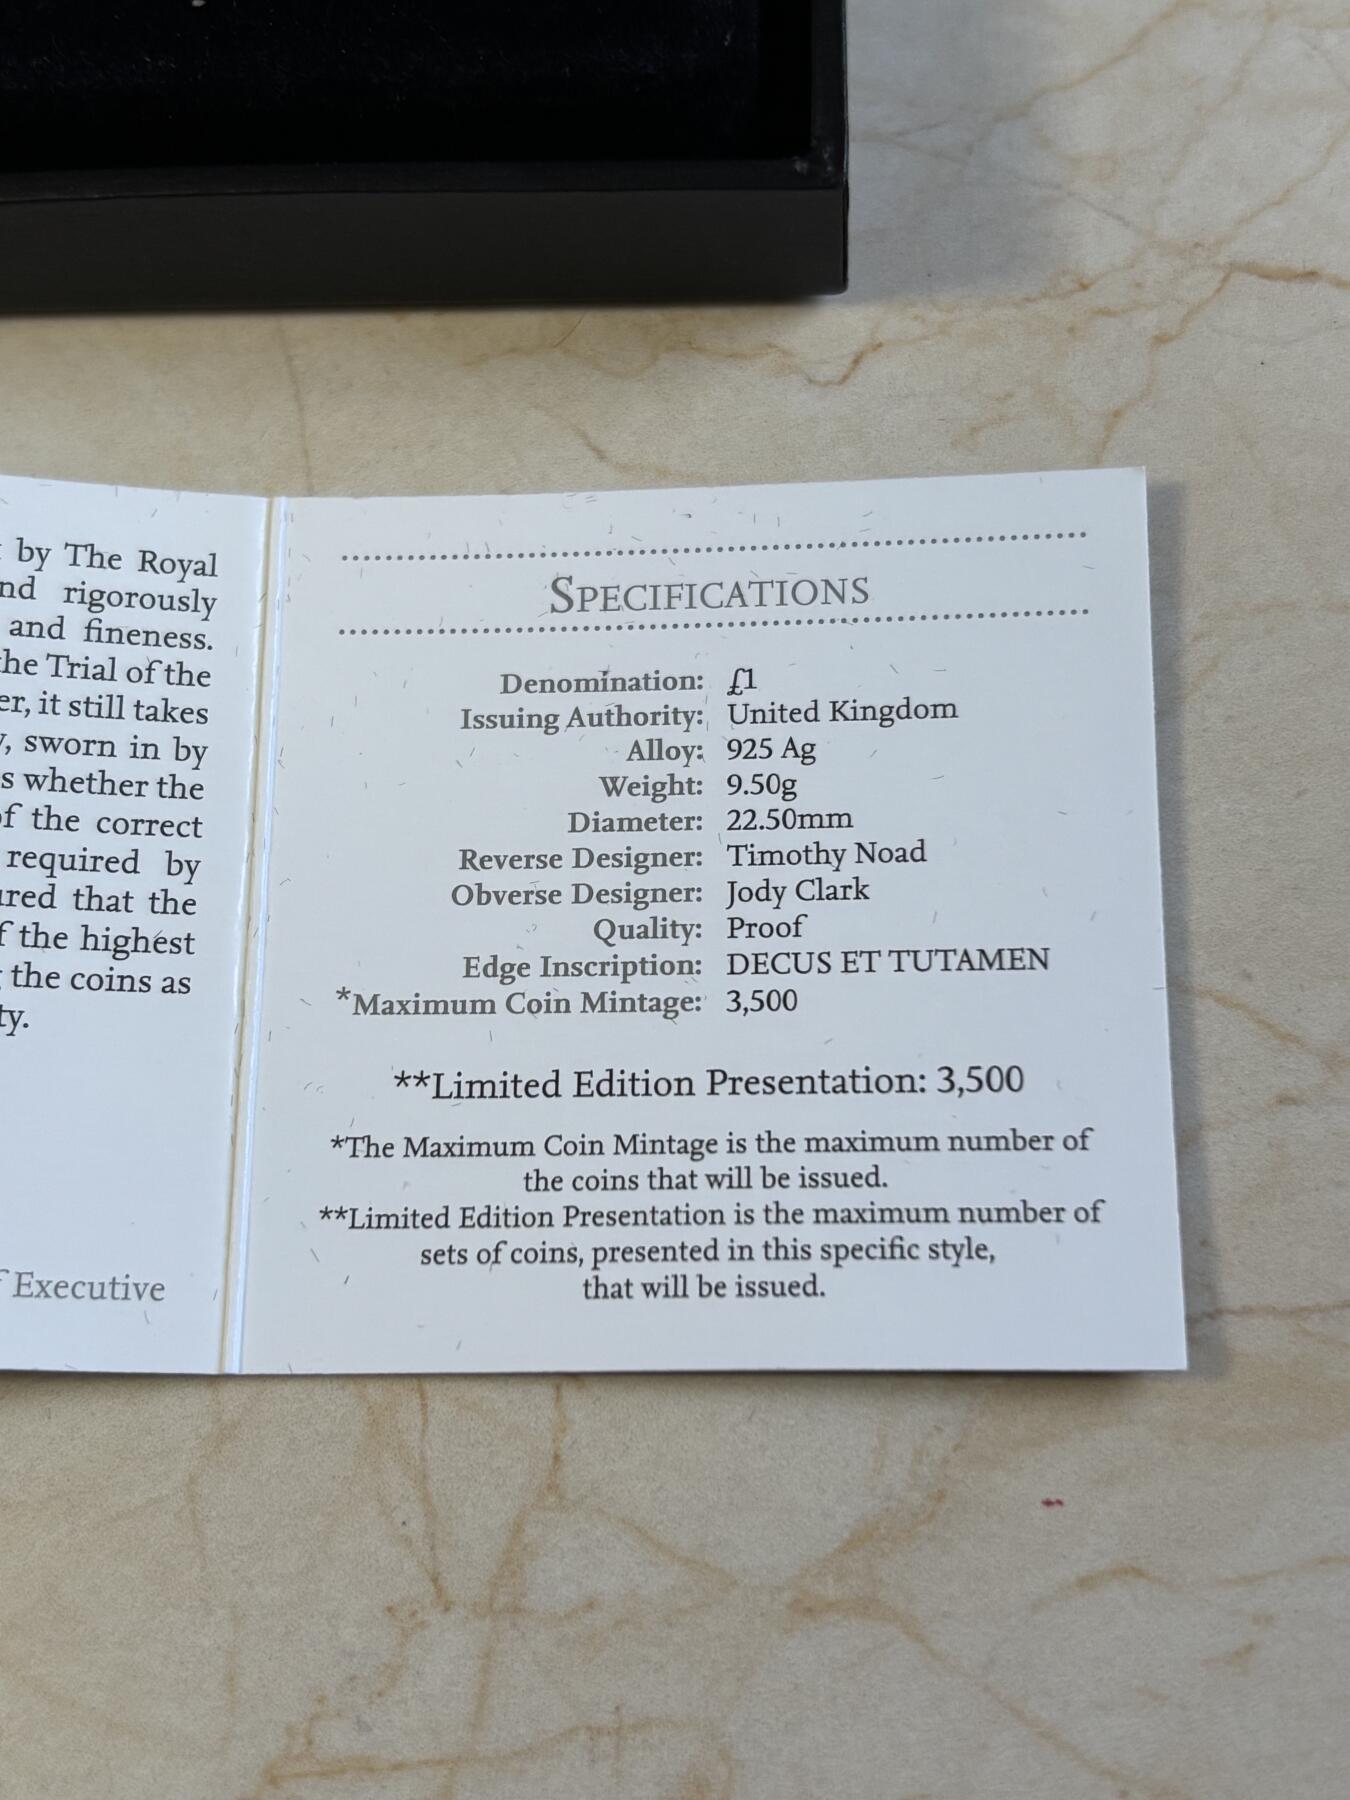 by The Royal
rigorously
and fineness.
the Trial of the
it still takes
sworn in by
whether the
the correct
required by
that the
the highest
the coins as
Executive
SPECIFICATIONS
Denomination: £1
Issuing Authority: United Kingdom
Alloy: 925 Ag
Weight: 9.50g
Diameter: 22.50mm
Reverse Designer: Timothy Noad
Obverse Designer: Jody Clark
Quality: Proof
Edge Inscription: DECUS ET TUTAMEN
*Maximum Coin Mintage: 3,500
**Limited Edition Presentation: 3,500
*The Maximum Coin Mintage is the maximum number of
the coins that will be issued.
**Limited Edition Presentation is the maximum number of
sets of coins, presented in this specific style,
that will be issued.